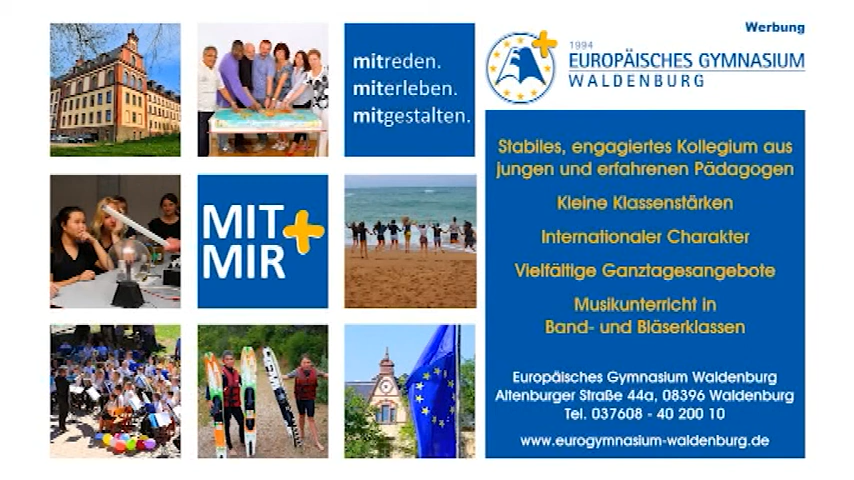 Werbung
1994
EUROPÄISCHES GYMNASIUM
WALDENBURG
mitreden.
miterleben.
mitgestalten.
MIT+
MIR
Stabiles, engagiertes Kollegium aus
jungen und erfahrenen Pädagogen
Kleine Klassenstärken
Internationaler Charakter
Vielfältige Ganztagesangebote
Musikunterricht in
Band- und Bläserklassen
Europäisches Gymnasium Waldenburg
Altenburger Straße 44a, 08396 Waldenburg
Tel. 037608 - 40 200 10
www.eurogymnasium-waldenburg.de